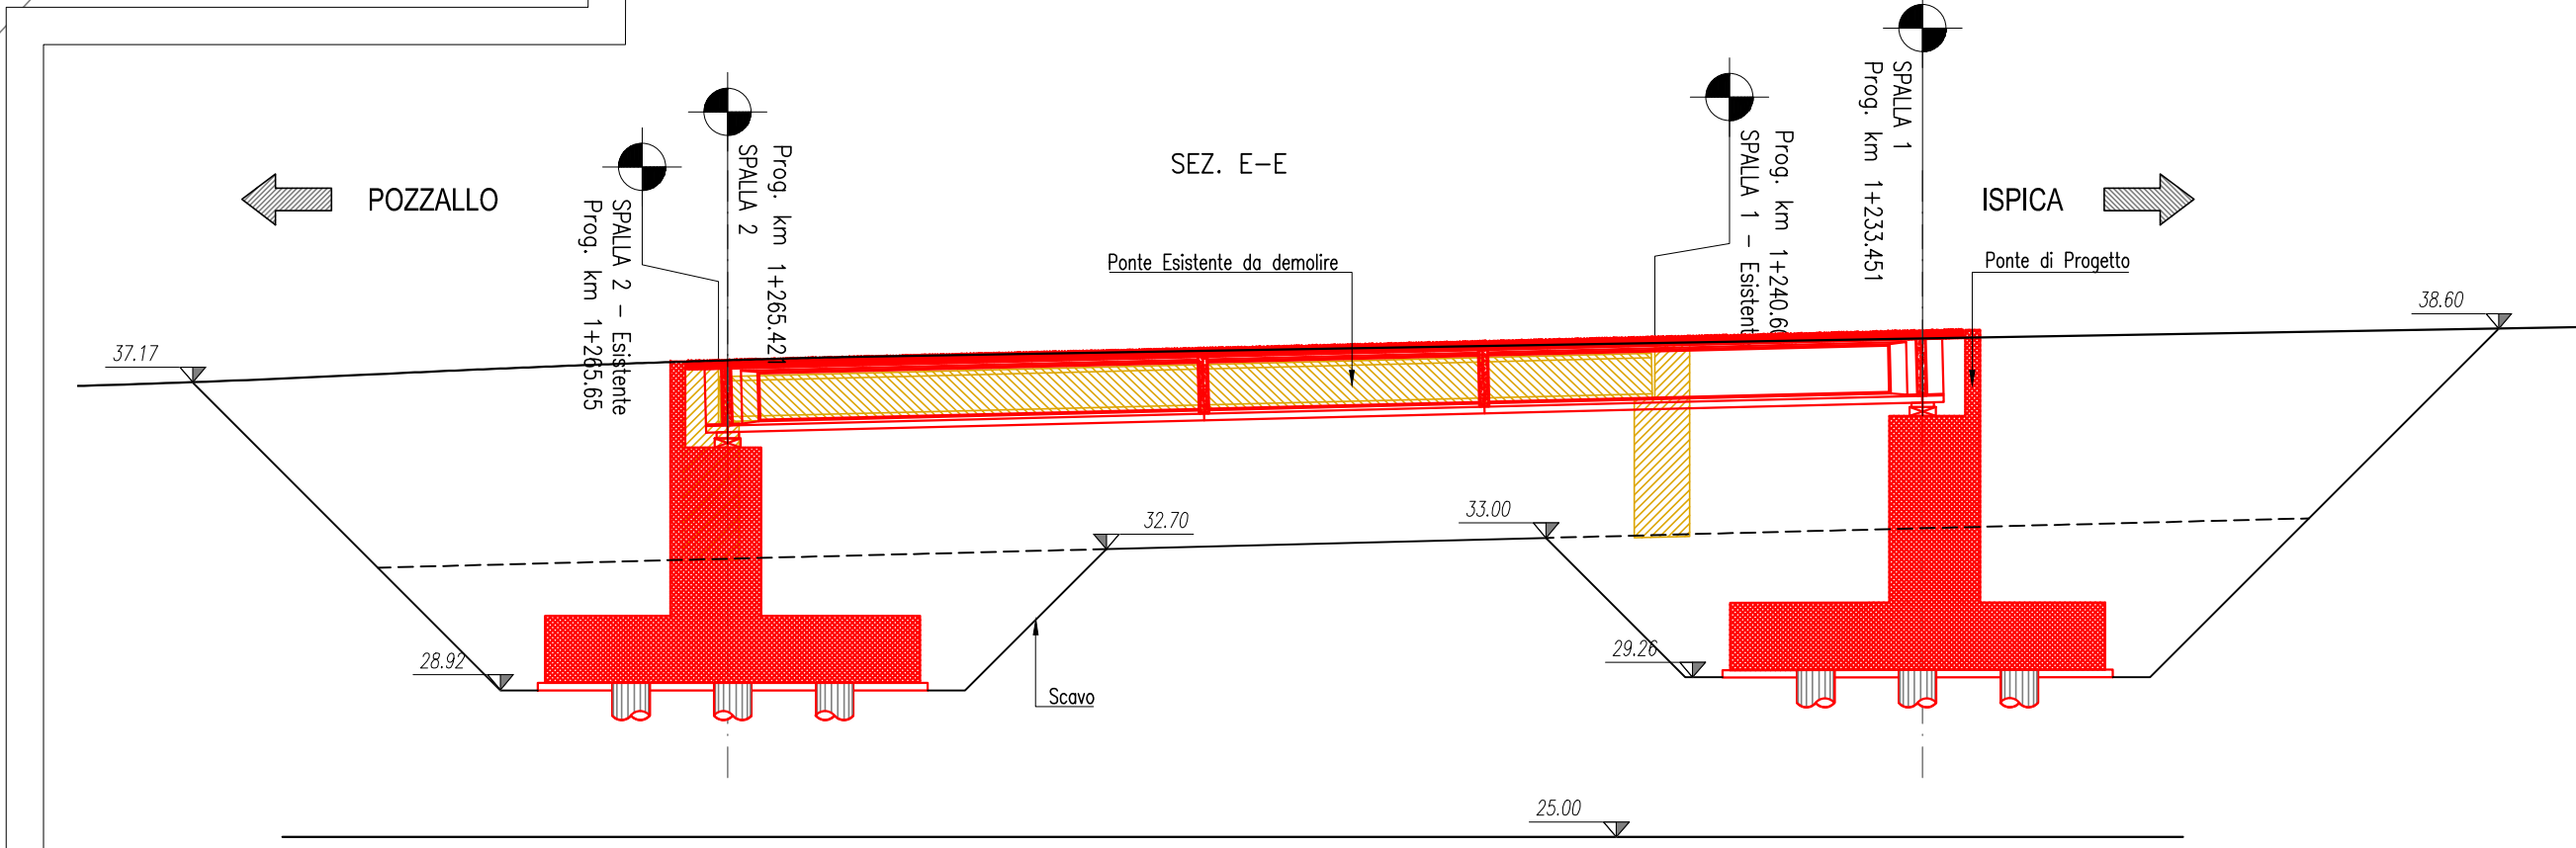 SEZ. E-E
POZZALLO
ISPICA
SPALLA 2 - Esistente
Prog. km 1+265.65
Prog. km 1+265.421
SPALLA 2
Prog. km 1+240.60
SPALLA 1 - Esistent
SPALLA 1
Prog. km 1+233.451
Ponte Esistente da demolire
Ponte di Progetto
37.17
38.60
32.70
33.00
28.92
29.26
Scavo
25.00